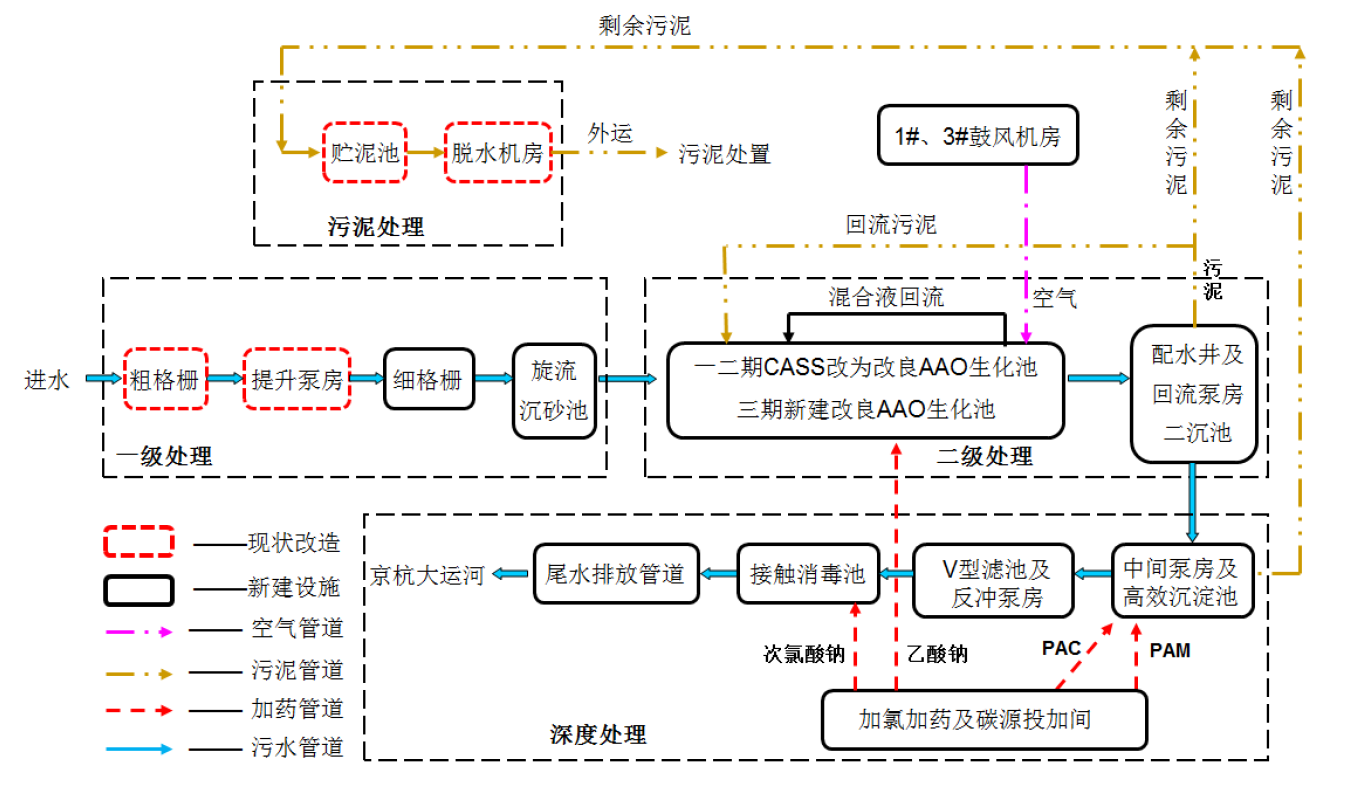 剩余污泥
剩余污泥
剩余污泥
贮泥池
脱水机房
外运
污泥处置
污泥处理
1#、3#鼓风机房
回流污泥
污泥
混合液回流
空气
进水
粗格栅
提升泵房
细格栅
旋流
沉砂池
一级处理
一二期CASS改为改良AAO生化池
三期新建改良AAO生化池
二级处理
配水井及
回流泵房
二沉池
现状改造
新建设施
空气管道
污泥管道
加药管道
污水管道
京杭大运河
尾水排放管道
接触消毒池
V型滤池及
反冲泵房
中间泵房及
高效沉淀池
次氯酸钠
乙酸钠
PAC
PAM
加氯加药及碳源投加间
深度处理